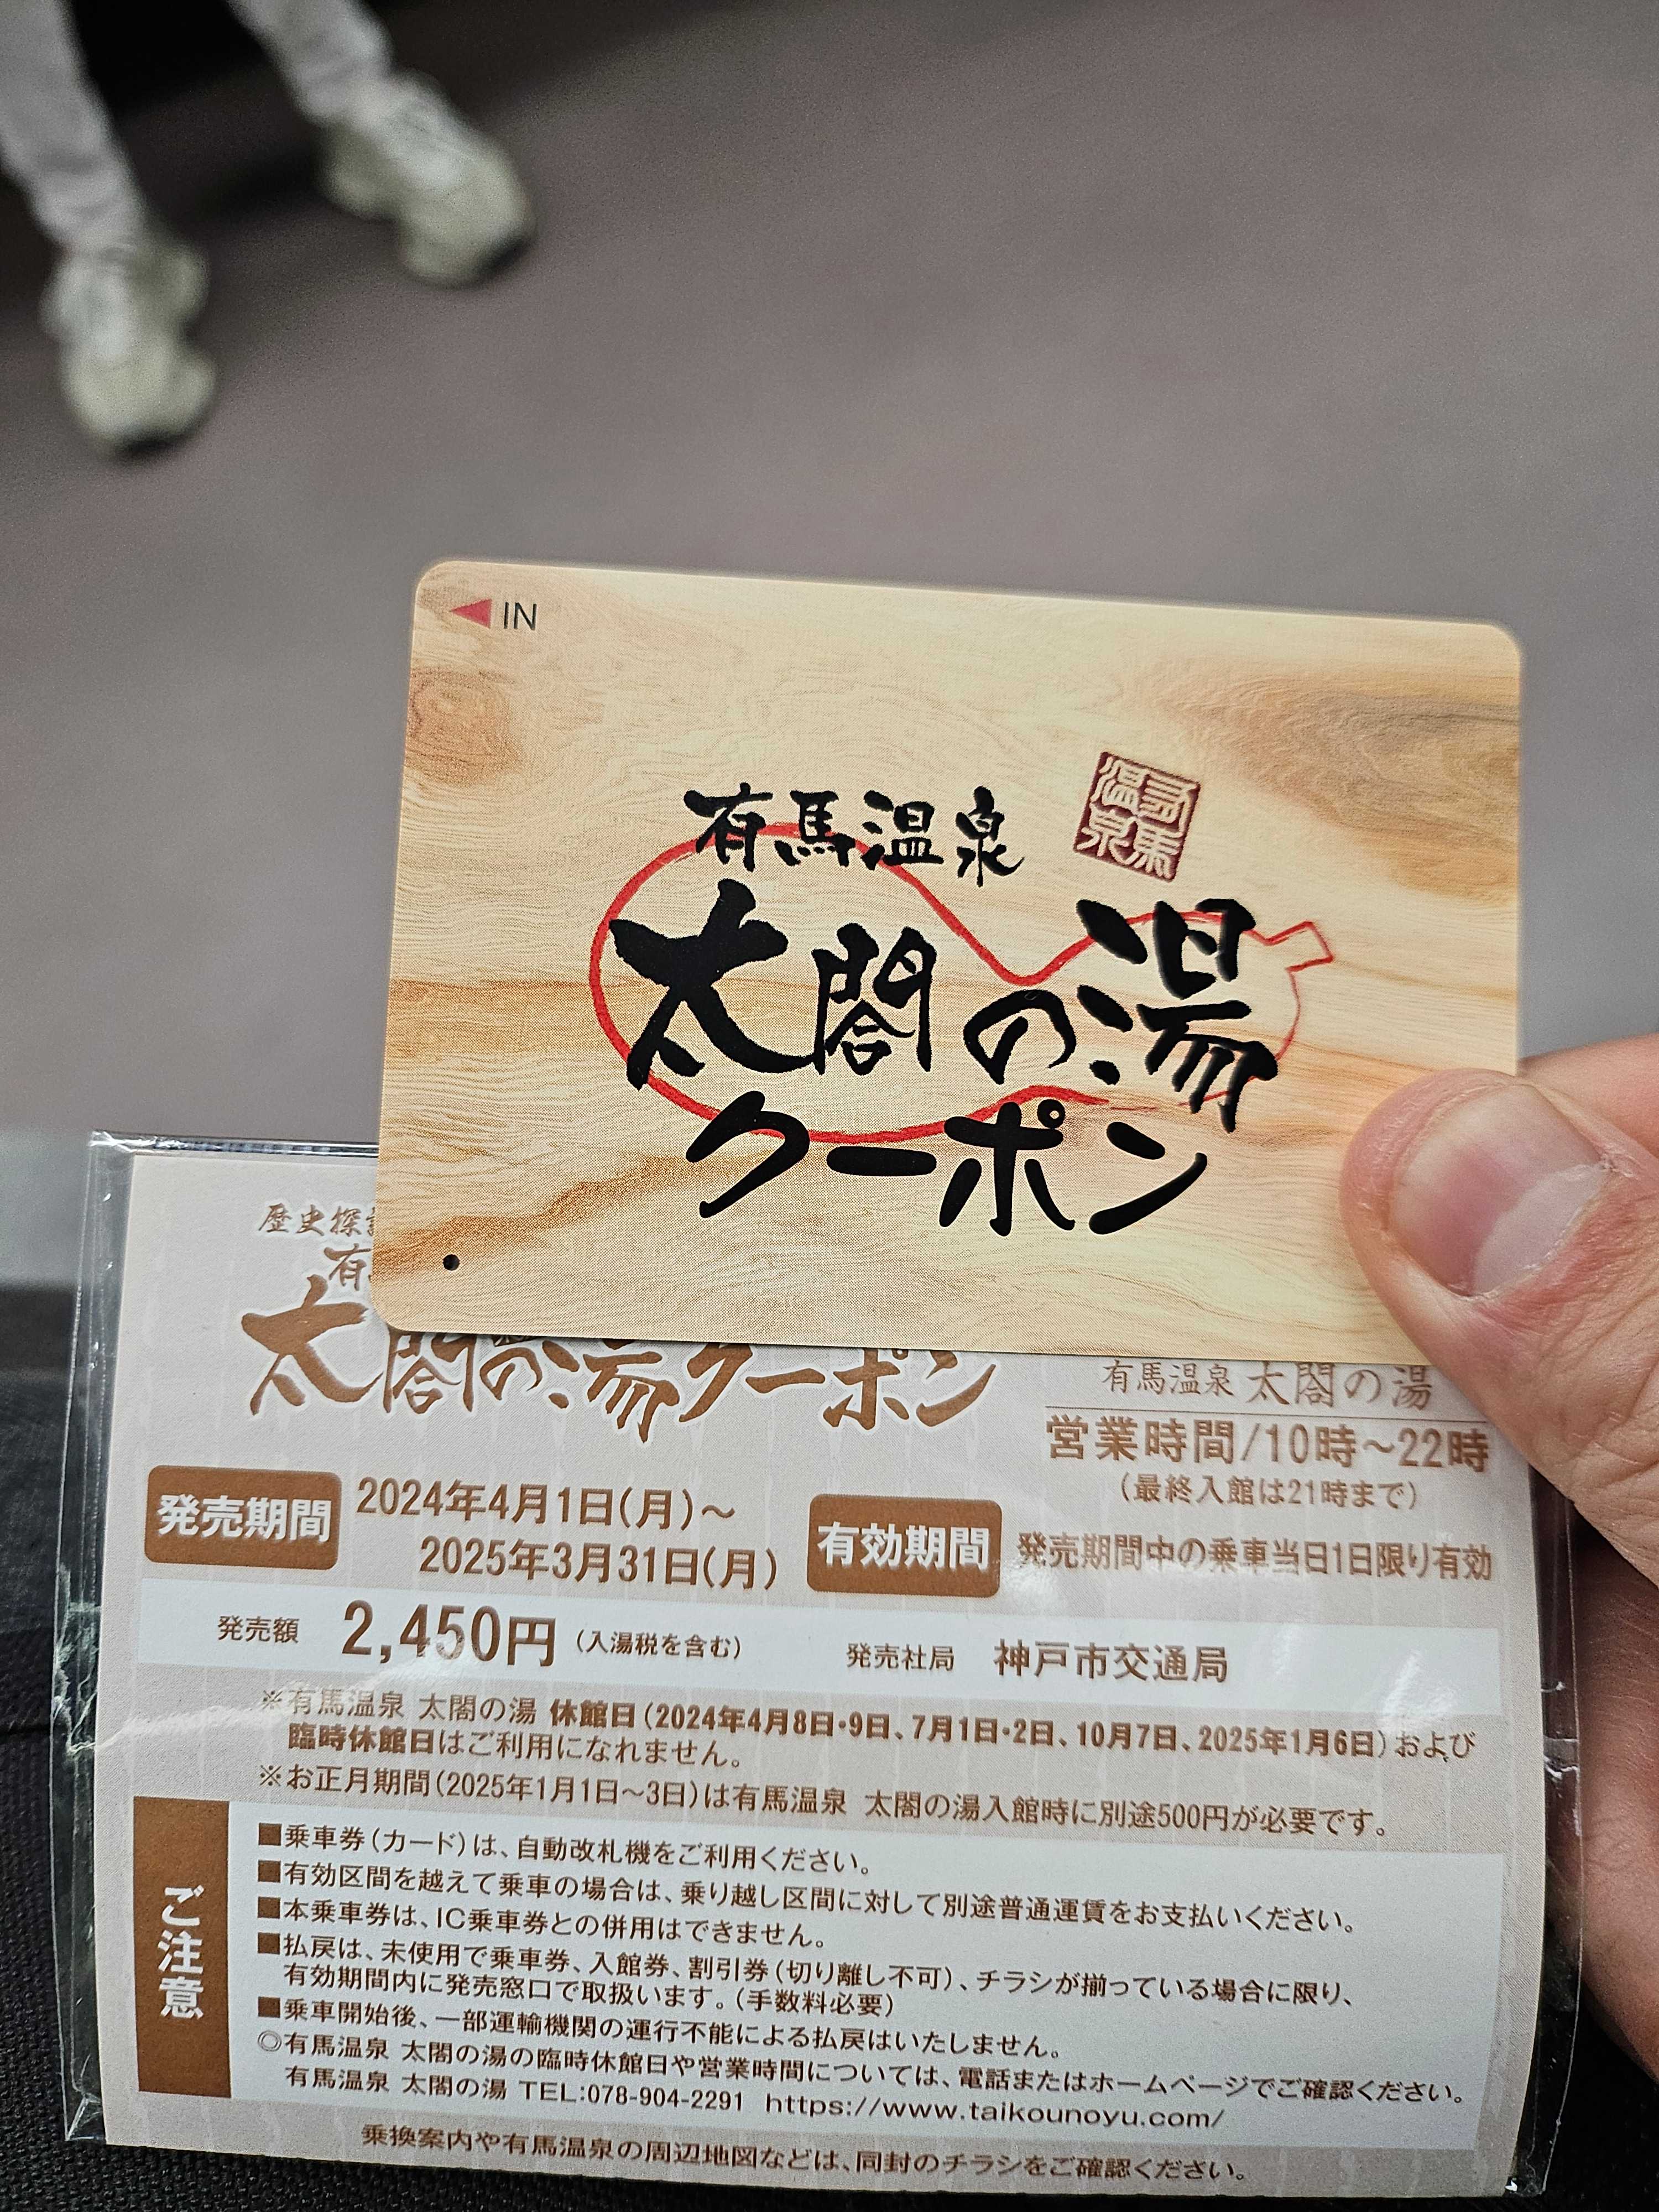 IN
有馬温泉
有馬温泉
太閤の湯
クーポン
歴史探
有
太閤の湯クーポン
有馬温泉 太閤の湯
営業時間/10時～22時
（最終入館は21時まで）
発売期間
2024年4月1日(月)～
2025年3月31日(月)
有効期間
発売期間中の乗車当日1日限り有効
発売額 2,450円（入湯税を含む）
発売社局 神戸市交通局
※有馬温泉 太閤の湯 休館日（2024年4月8日・9日、7月1日・2日、10月7日、2025年1月6日）および
臨時休館日はご利用になれません。
※お正月期間（2025年1月1日～3日）は有馬温泉 太閤の湯入館時に別途500円が必要です。
ご注意
■乗車券（カード）は、自動改札機をご利用ください。
■有効区間を越えて乗車の場合は、乗り越し区間に対して別途普通運賃をお支払いください。
■本乗車券は、IC乗車券との併用はできません。
■払戻は、未使用で乗車券、入館券、割引券（切り離し不可）、チラシが揃っている場合に限り、
有効期間内に発売窓口で取扱います。（手数料必要）
■乗車開始後、一部運輸機関の運行不能による払戻はいたしません。
◎有馬温泉 太閤の湯の臨時休館日や営業時間については、電話またはホームページでご確認ください。
有馬温泉 太閤の湯 TEL:078-904-2291 https://www.taikounoyu.com/
乗換案内や有馬温泉の周辺地図などは、同封のチラシをご確認ください。